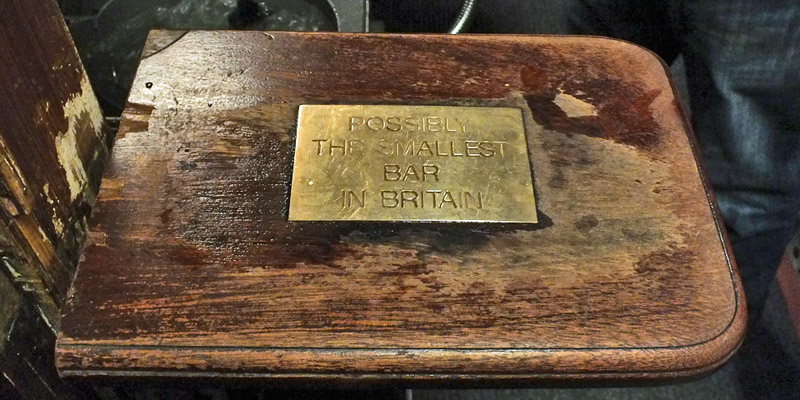 POSSIBLY
THE SMALLEST
BAR
IN BRITAIN